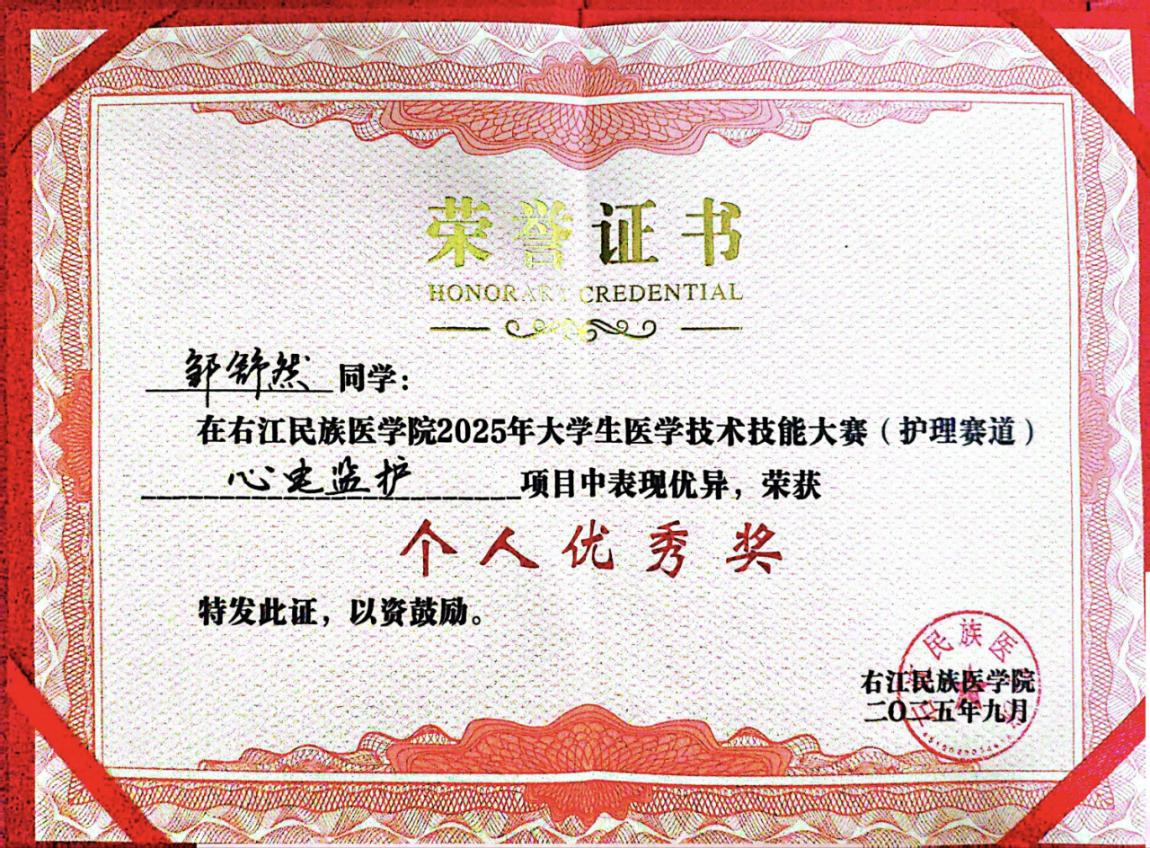 荣誉证书
HONORARY CREDENTIAL
邹舒然同学：
在右江民族医学院2025年大学生医学技术技能大赛（护理赛道）
心电监护项目中表现优异，荣获
个人优秀奖
特发此证，以资鼓励。
右江民族医学院
二〇二五年九月
民族医